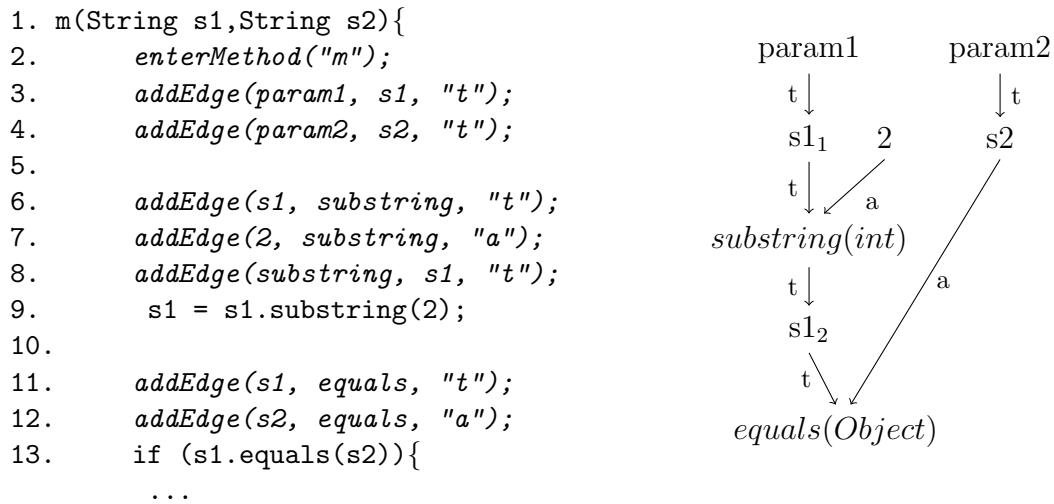 1. m(String s1,String s2){
2. enterMethod("m");
3. addEdge(param1, s1, "t");
4. addEdge(param2, s2, "t");
5.
6. addEdge(s1, substring, "t");
7. addEdge(2, substring, "a");
8. addEdge(substring, s1, "t");
9. s1 = s1.substring(2);
10.
11. addEdge(s1, equals, "t");
12. addEdge(s2, equals, "a");
13. if (s1.equals(s2)){
...
param1 param2
t t
s1₁ 2 s2
t a
substring(int)
t a
s1₂
t
equals(Object)